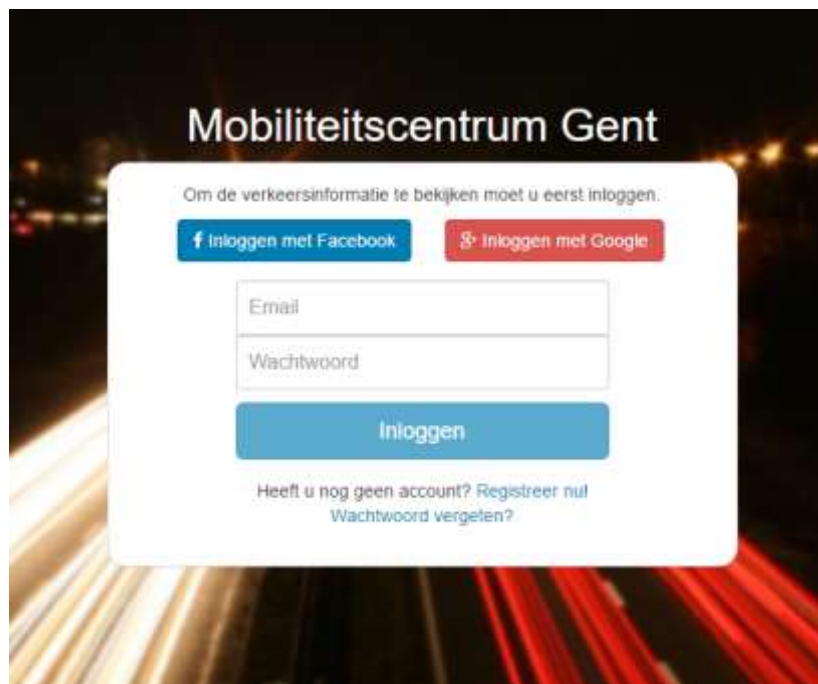 Mobiliteitscentrum Gent
Om de verkeersinformatie te bekijken moet u eerst inloggen.
f Inloggen met Facebook
g+ Inloggen met Google
Email
Wachtwoord
Inloggen
Heeft u nog geen account? Registreer nu!
Wachtwoord vergeten?